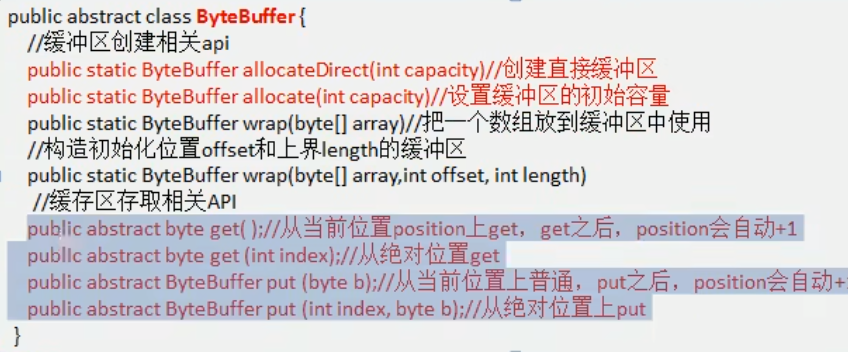 public abstract class ByteBuffer {
//缓冲区创建相关api
public static ByteBuffer allocateDirect(int capacity)//创建直接缓冲区
public static ByteBuffer allocate(int capacity)//设置缓冲区的初始容量
public static ByteBuffer wrap(byte[] array)//把一个数组放到缓冲区中使用
//构造初始化位置offset和上界length的缓冲区
public static ByteBuffer wrap(byte[] array,int offset, int length)
//缓存区存取相关API
public abstract byte get( );//从当前位置position上get，get之后，position会自动+1
public abstract byte get (int index);//从绝对位置get
public abstract ByteBuffer put (byte b);//从当前位置上普通，put之后，position会自动+
public abstract ByteBuffer put (int index, byte b);//从绝对位置上put
}